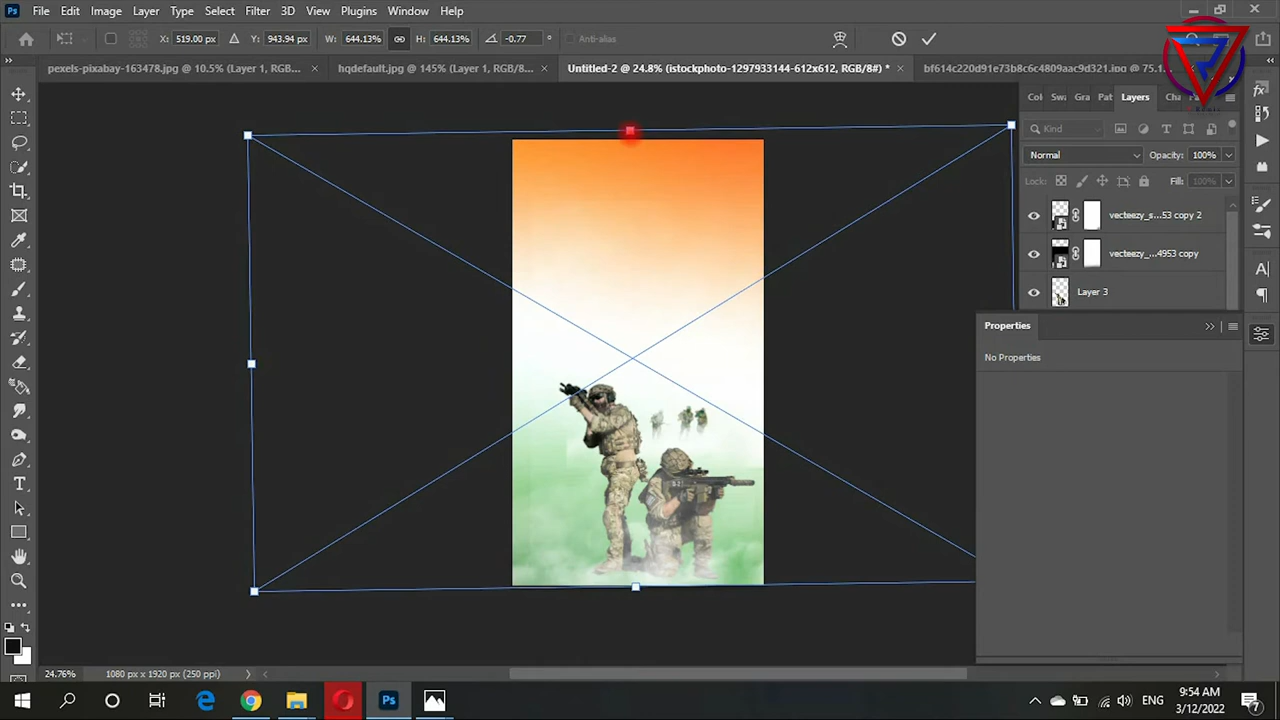 Ps File Edit Image Layer Type Select Filter 3D View Plugins Window Help
X: 519.00 px Y: 943.94 px W: 644.13% H: 644.13% -0.77 ° Anti-alias
pexels-pixabay-163478.jpg @ 10.5% (Layer 1, RGB... × hqdefault.jpg @ 145% (Layer 1, RGB/8... × Untitled-2 @ 24.8% (istockphoto-1297933144-612x612, RGB/8#) * × bf614c220d91e73b8c6c4809aac9d321.jpg @ 75.1...
Col Swa Gra Pat Layers Cha Pa
Kind
Normal Opacity: 100%
Lock: Fill: 100%
vecteezy_s...53 copy 2
vecteezy_...4953 copy
Layer 3
Properties
No Properties
24.76% 1080 px x 1920 px (250 ppi)
Ps
ENG
9:54 AM
3/12/2022
7